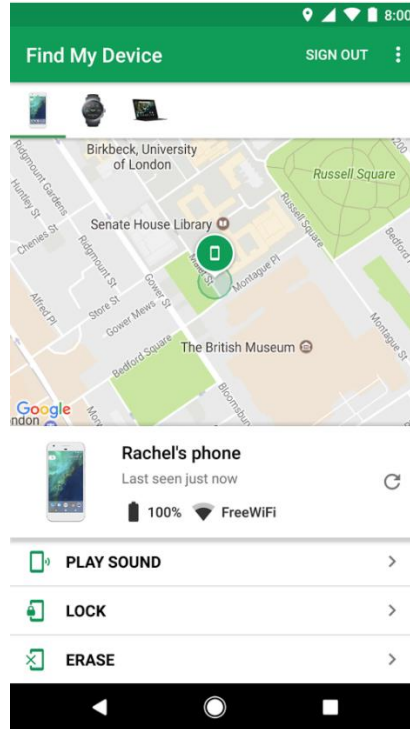 8:00
Find My Device
SIGN OUT
Birkbeck, University
of London
Russell Square
Ridgmount Gardens
Huntley St
Chenies St
Ridgmount St
Senate House Library
Russell Square
Bedford
Malet St
Montague Pl
Alfred Pl
Store St
Gower St
Gower Mews
Bedford Square
The British Museum
Montague St
Bloomsbury
Google
ndon
Rachel's phone
Last seen just now
100%
FreeWiFi
PLAY SOUND
LOCK
ERASE